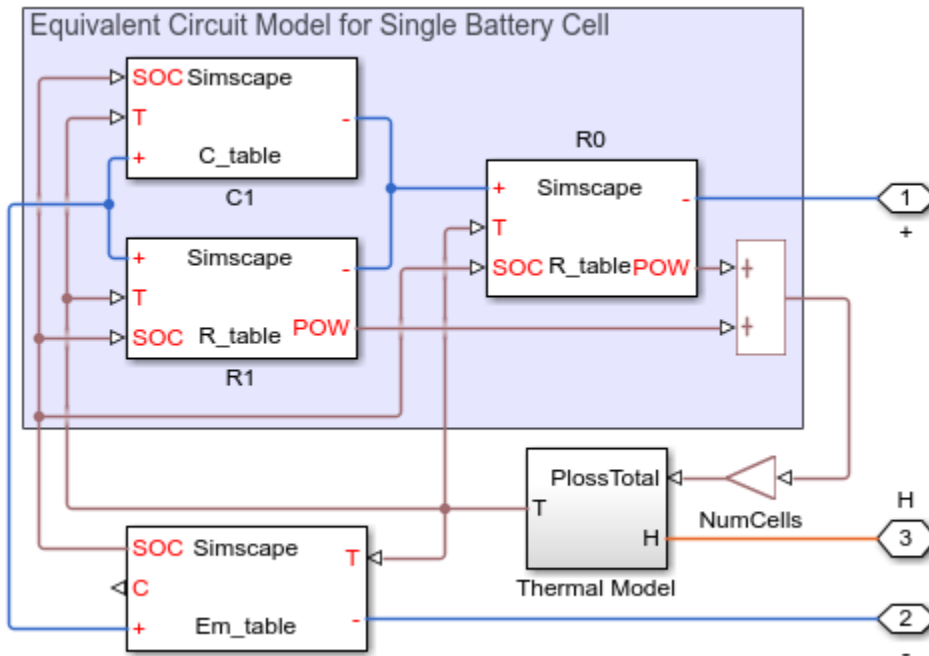 Equivalent Circuit Model for Single Battery Cell
SOC Simscape
T
-
+
C_table
C1
+
Simscape
-
T
SOC R_table POW
R1
R0
+
Simscape
-
T
SOC R_table POW
+
+
1
+
PlossTotal
T
H
Thermal Model
NumCells
H
3
SOC Simscape
T
C
+
Em_table
-
2
-